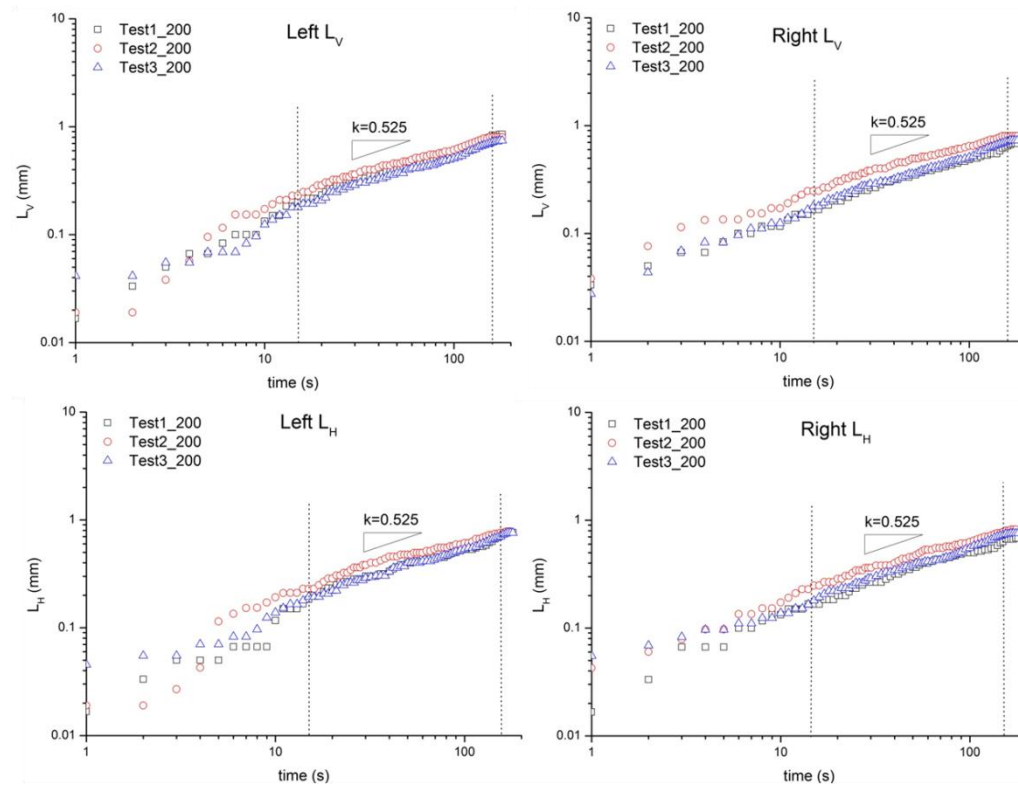 Left L_V
Test1_200
Test2_200
Test3_200
k=0.525
10
1
0.1
0.01
L_V (mm)
1
10
100
time (s)
Right L_V
Test1_200
Test2_200
Test3_200
k=0.525
10
1
0.1
0.01
L_V (mm)
1
10
100
time (s)
Left L_H
Test1_200
Test2_200
Test3_200
k=0.525
10
1
0.1
0.01
L_H (mm)
1
10
100
time (s)
Right L_H
Test1_200
Test2_200
Test3_200
k=0.525
10
1
0.1
0.01
L_H (mm)
1
10
100
time (s)